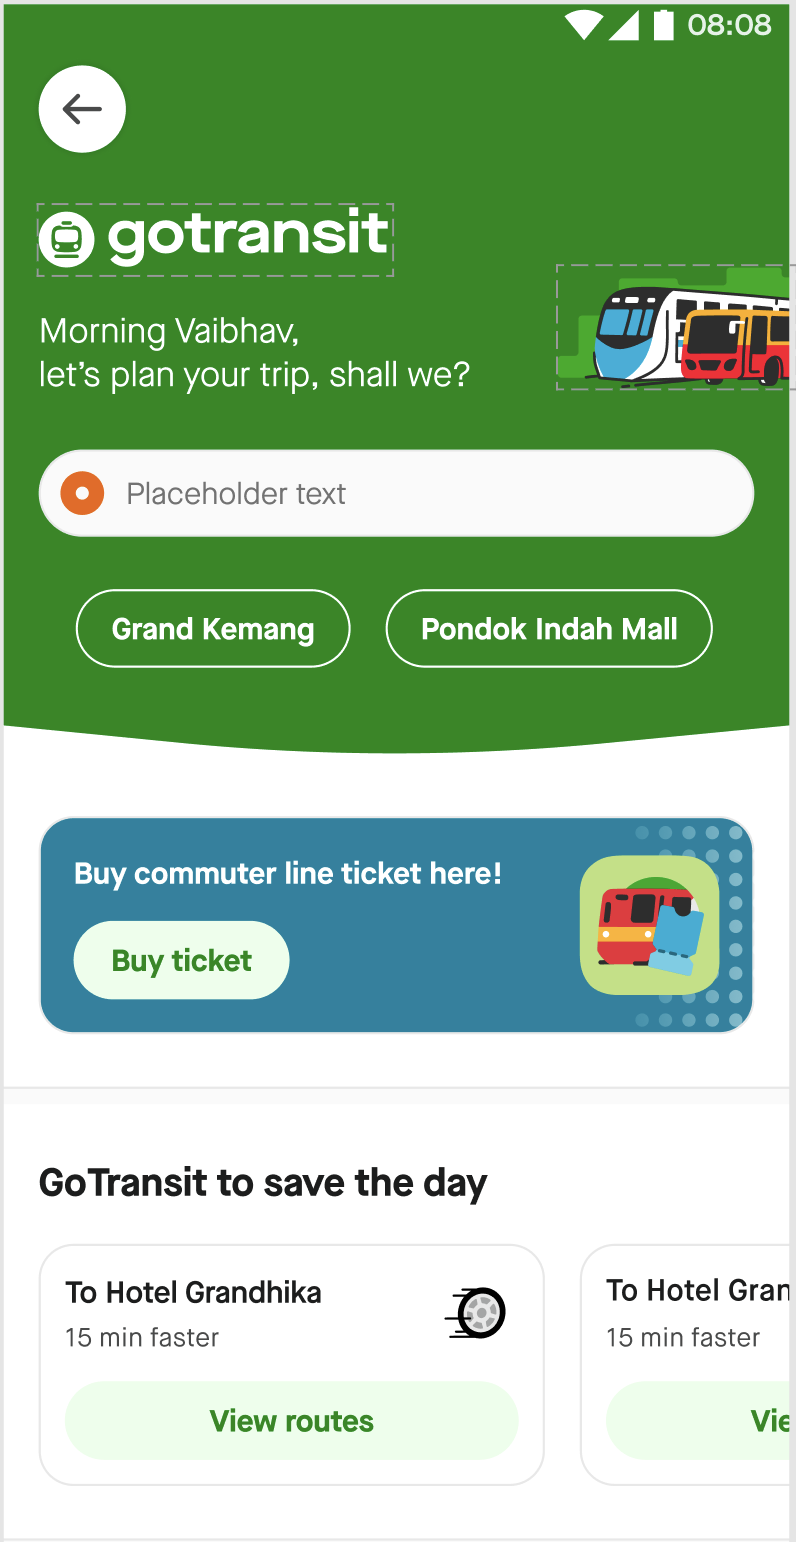 08:08
gotransit
Morning Vaibhav,
let's plan your trip, shall we?
Placeholder text
Grand Kemang
Pondok Indah Mall
Buy commuter line ticket here!
Buy ticket
GoTransit to save the day
To Hotel Grandhika
15 min faster
View routes
To Hotel Gran
15 min faster
Vie